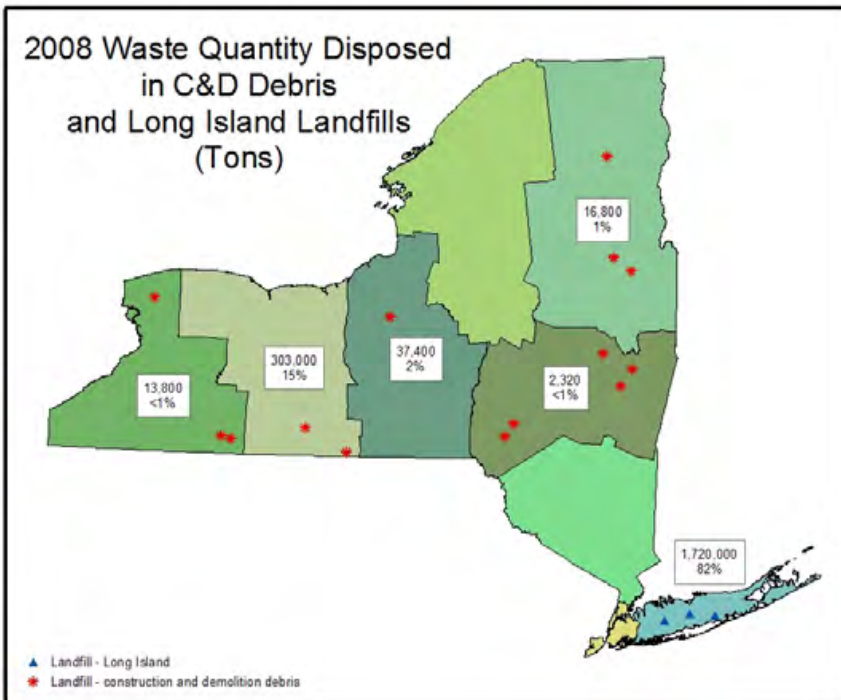 2008 Waste Quantity Disposed
in C&D Debris
and Long Island Landfills
(Tons)
16,800
1%
303,000
15%
37,400
2%
13,800
<1%
2,320
<1%
1,720,000
82%
Landfill - Long Island
Landfill - construction and demolition debris